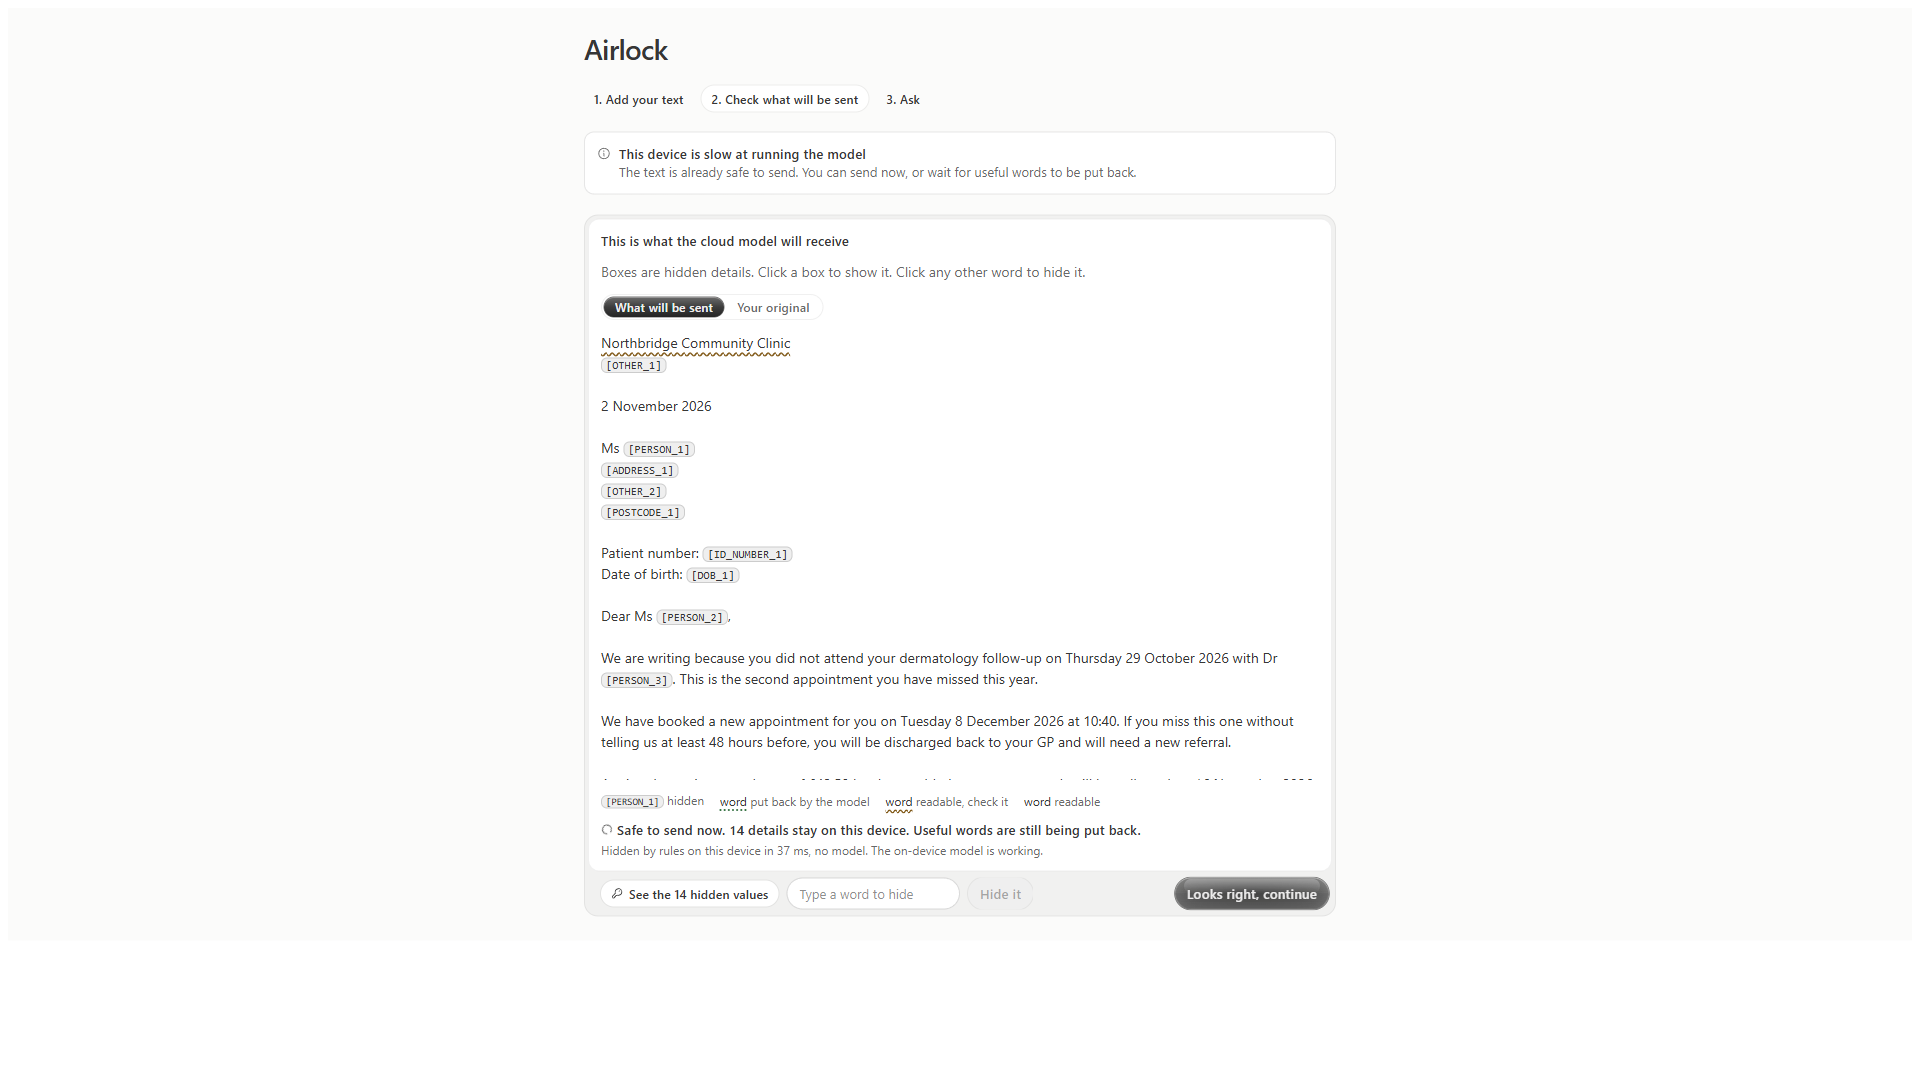 Airlock
1. Add your text
2. Check what will be sent
3. Ask
This device is slow at running the model
The text is already safe to send. You can send now, or wait for useful words to be put back.
This is what the cloud model will receive
Boxes are hidden details. Click a box to show it. Click any other word to hide it.
What will be sent
Your original
Northbridge Community Clinic
[OTHER_1]
2 November 2026
Ms [PERSON_1]
[ADDRESS_1]
[OTHER_2]
[POSTCODE_1]
Patient number: [ID_NUMBER_1]
Date of birth: [DOB_1]
Dear Ms [PERSON_2],
We are writing because you did not attend your dermatology follow-up on Thursday 29 October 2026 with Dr
[PERSON_3]. This is the second appointment you have missed this year.
We have booked a new appointment for you on Tuesday 8 December 2026 at 10:40. If you miss this one without
telling us at least 48 hours before, you will be discharged back to your GP and will need a new referral.
[PERSON_1] hidden word put back by the model word readable, check it word readable
Safe to send now. 14 details stay on this device. Useful words are still being put back.
Hidden by rules on this device in 37 ms, no model. The on-device model is working.
See the 14 hidden values
Type a word to hide
Hide it
Looks right, continue